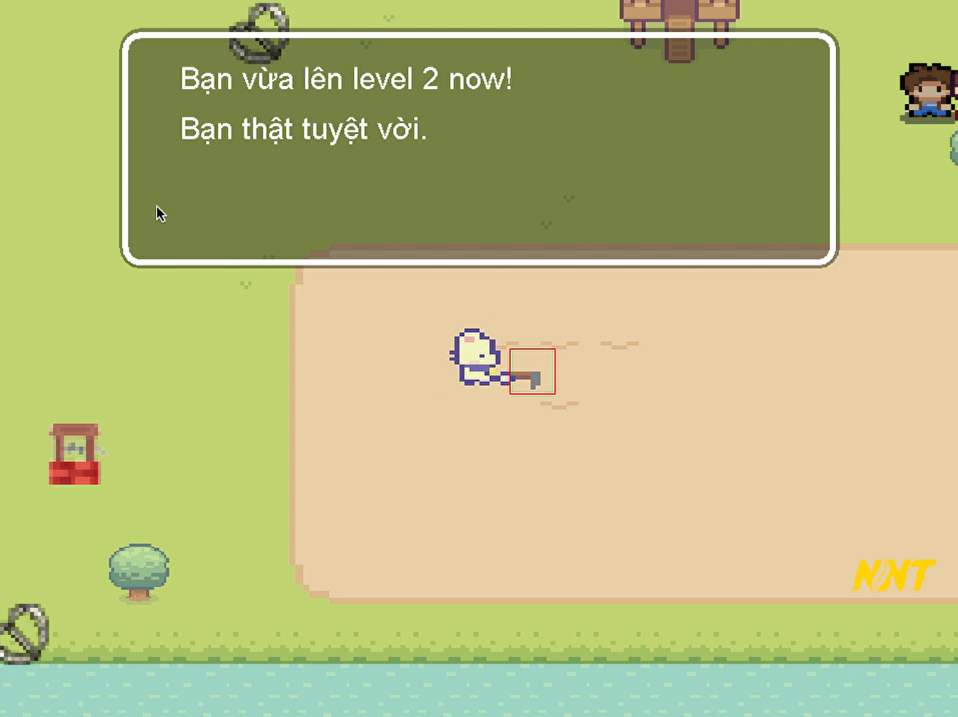 Bạn vừa lên level 2 now!
Bạn thật tuyệt vời.
NNT